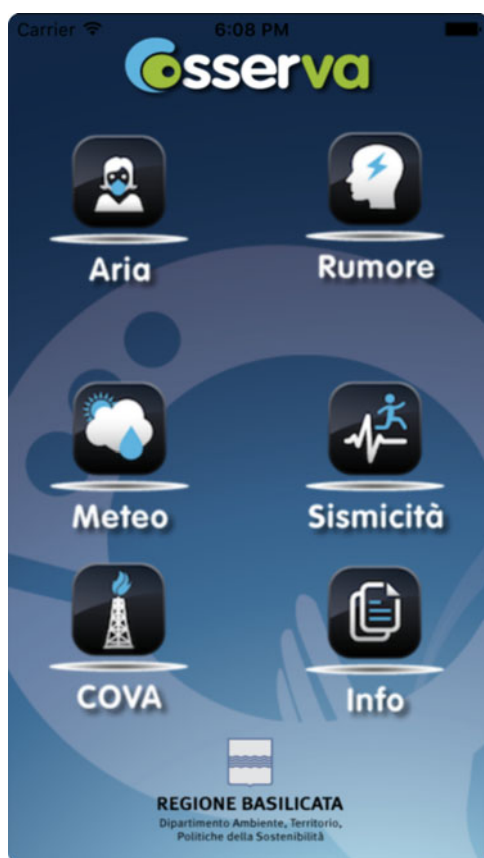 Carrier 6:08 PM
Osserva
Aria Rumore
Meteo Sismicità
COVA Info
REGIONE BASILICATA
Dipartimento Ambiente, Territorio,
Politiche della Sostenibilità